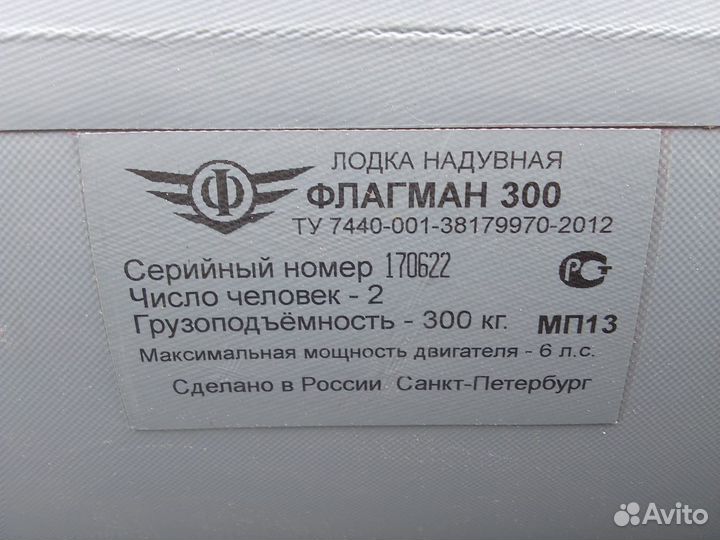 ЛОДКА НАДУВНАЯ
Ф ФЛАГМАН 300
ТУ 7440-001-38179970-2012
Серийный номер 170622
РСТ
Число человек - 2
Грузоподъёмность - 300 кг. МП13
Максимальная мощность двигателя - 6 л.с.
Сделано в России Санкт-Петербург
Avito